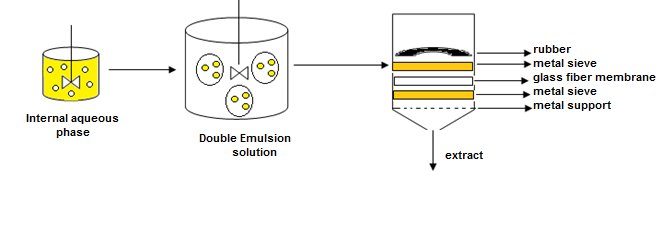 rubber
metal sieve
glass fiber membrane
metal sieve
metal support
Internal aqueous
phase
Double Emulsion
solution
extract